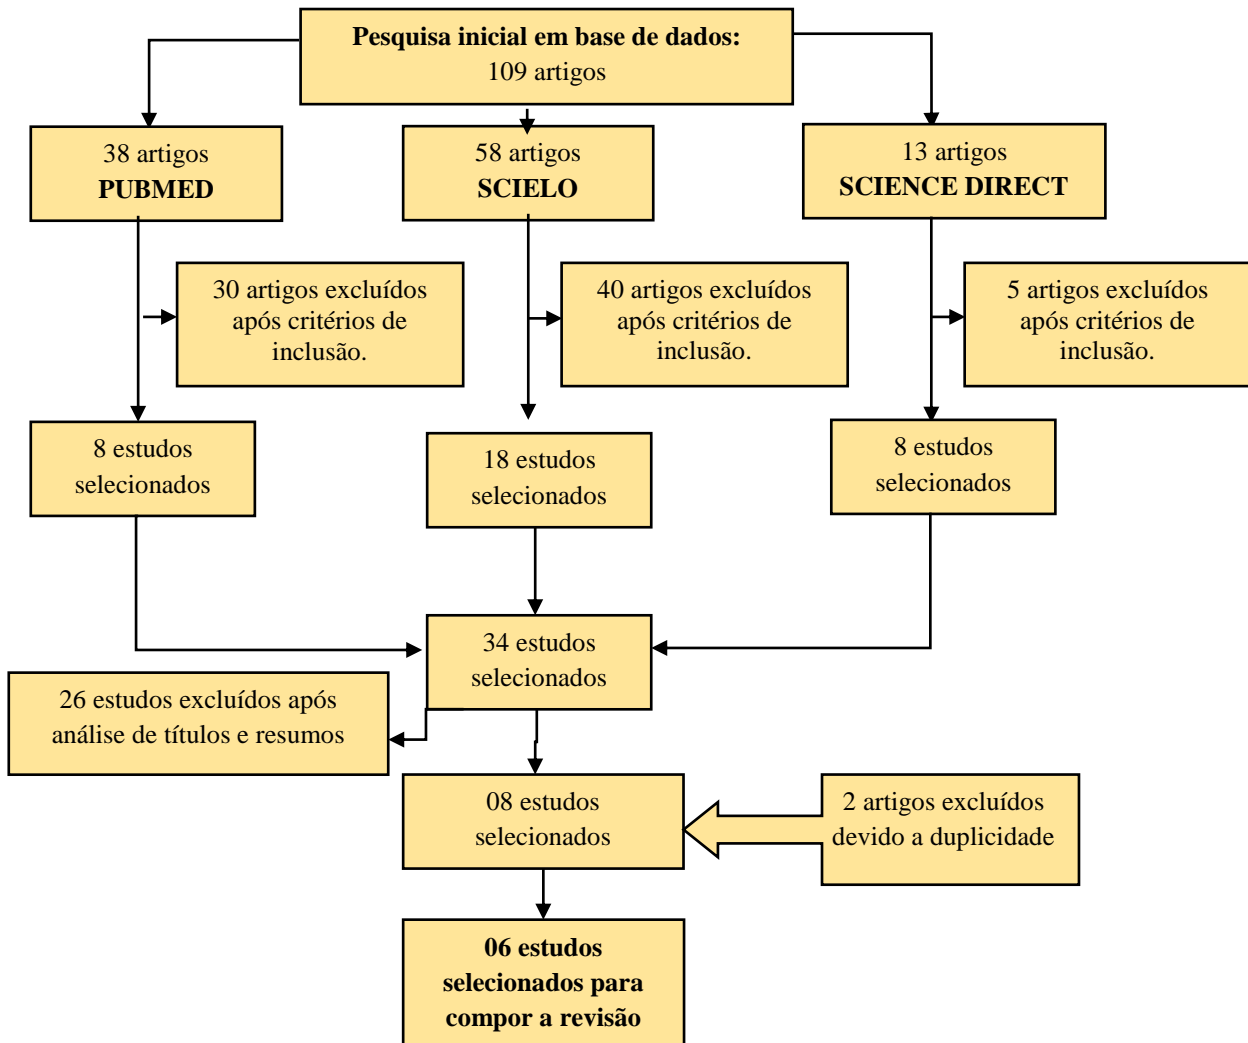 Pesquisa inicial em base de dados:
109 artigos
38 artigos
PUBMED
58 artigos
SCIELO
13 artigos
SCIENCE DIRECT
30 artigos excluídos
após critérios de
inclusão.
40 artigos excluídos
após critérios de
inclusão.
5 artigos excluídos
após critérios de
inclusão.
8 estudos
selecionados
18 estudos
selecionados
8 estudos
selecionados
34 estudos
selecionados
26 estudos excluídos após
análise de títulos e resumos
08 estudos
selecionados
2 artigos excluídos
devido a duplicidade
06 estudos
selecionados para
compor a revisão